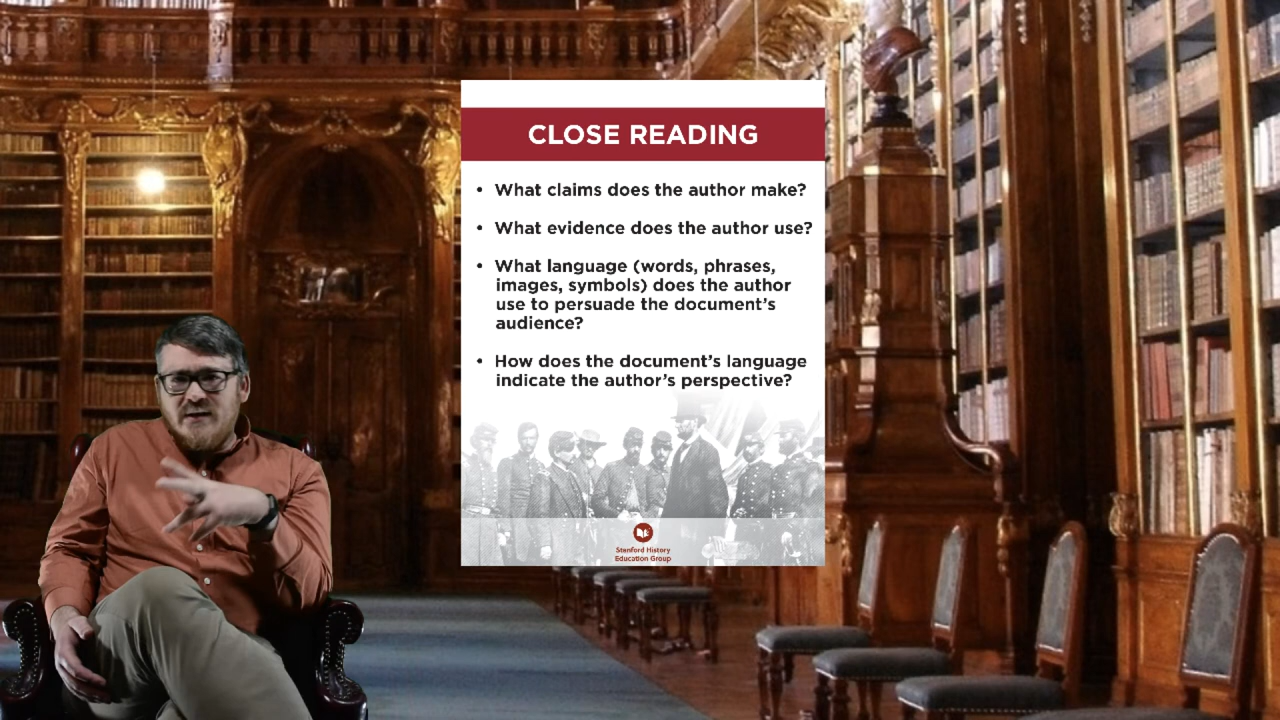 CLOSE READING
• What claims does the author make?
• What evidence does the author use?
• What language (words, phrases,
images, symbols) does the author
use to persuade the document's
audience?
• How does the document's language
indicate the author's perspective?
Stanford History
Education Group